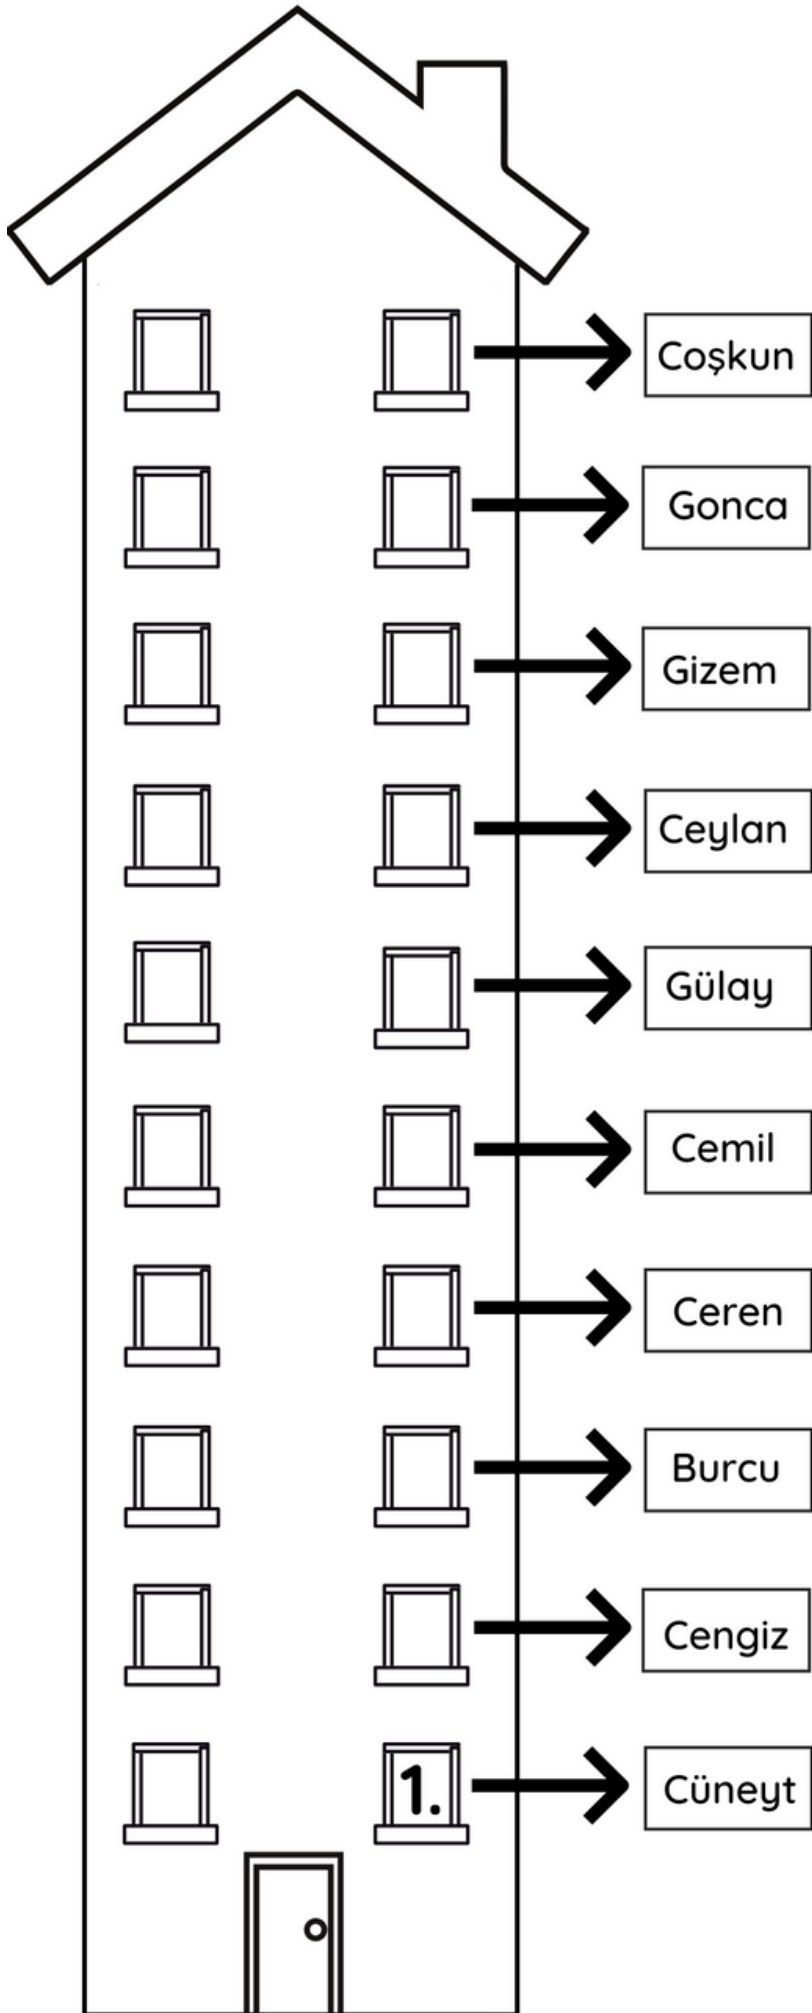 Coşkun
Gonca
Gizem
Ceylan
Gülay
Cemil
Ceren
Burcu
Cengiz
1.
Cüneyt